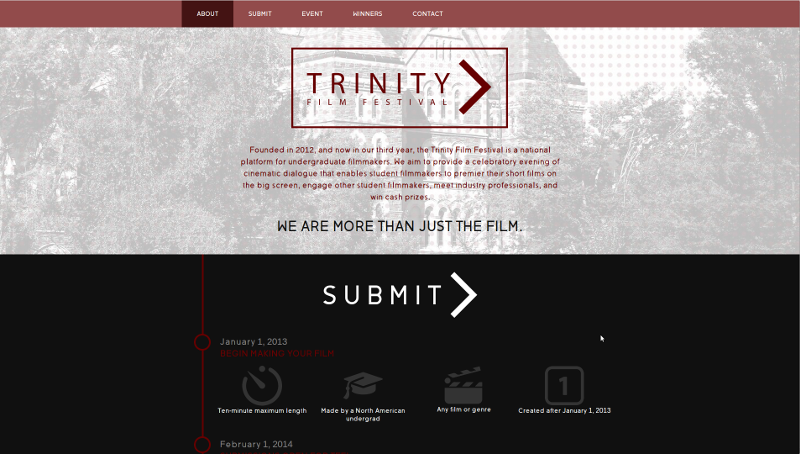 ABOUT SUBMIT EVENT WINNERS CONTACT
TRINITY
FILM FESTIVAL
Founded in 2012, and now in our third year, the Trinity Film Festival is a national
platform for undergraduate filmmakers. We aim to provide a celebratory evening of
cinematic dialogue that enables student filmmakers to premier their short films on
the big screen, engage other student filmmakers, meet industry professionals, and
win cash prizes.
WE ARE MORE THAN JUST THE FILM.
SUBMIT
January 1, 2013
BEGIN MAKING YOUR FILM
1
Ten-minute maximum length
Made by a North American
undergrad
Any film or genre
Created after January 1, 2013
February 1, 2014